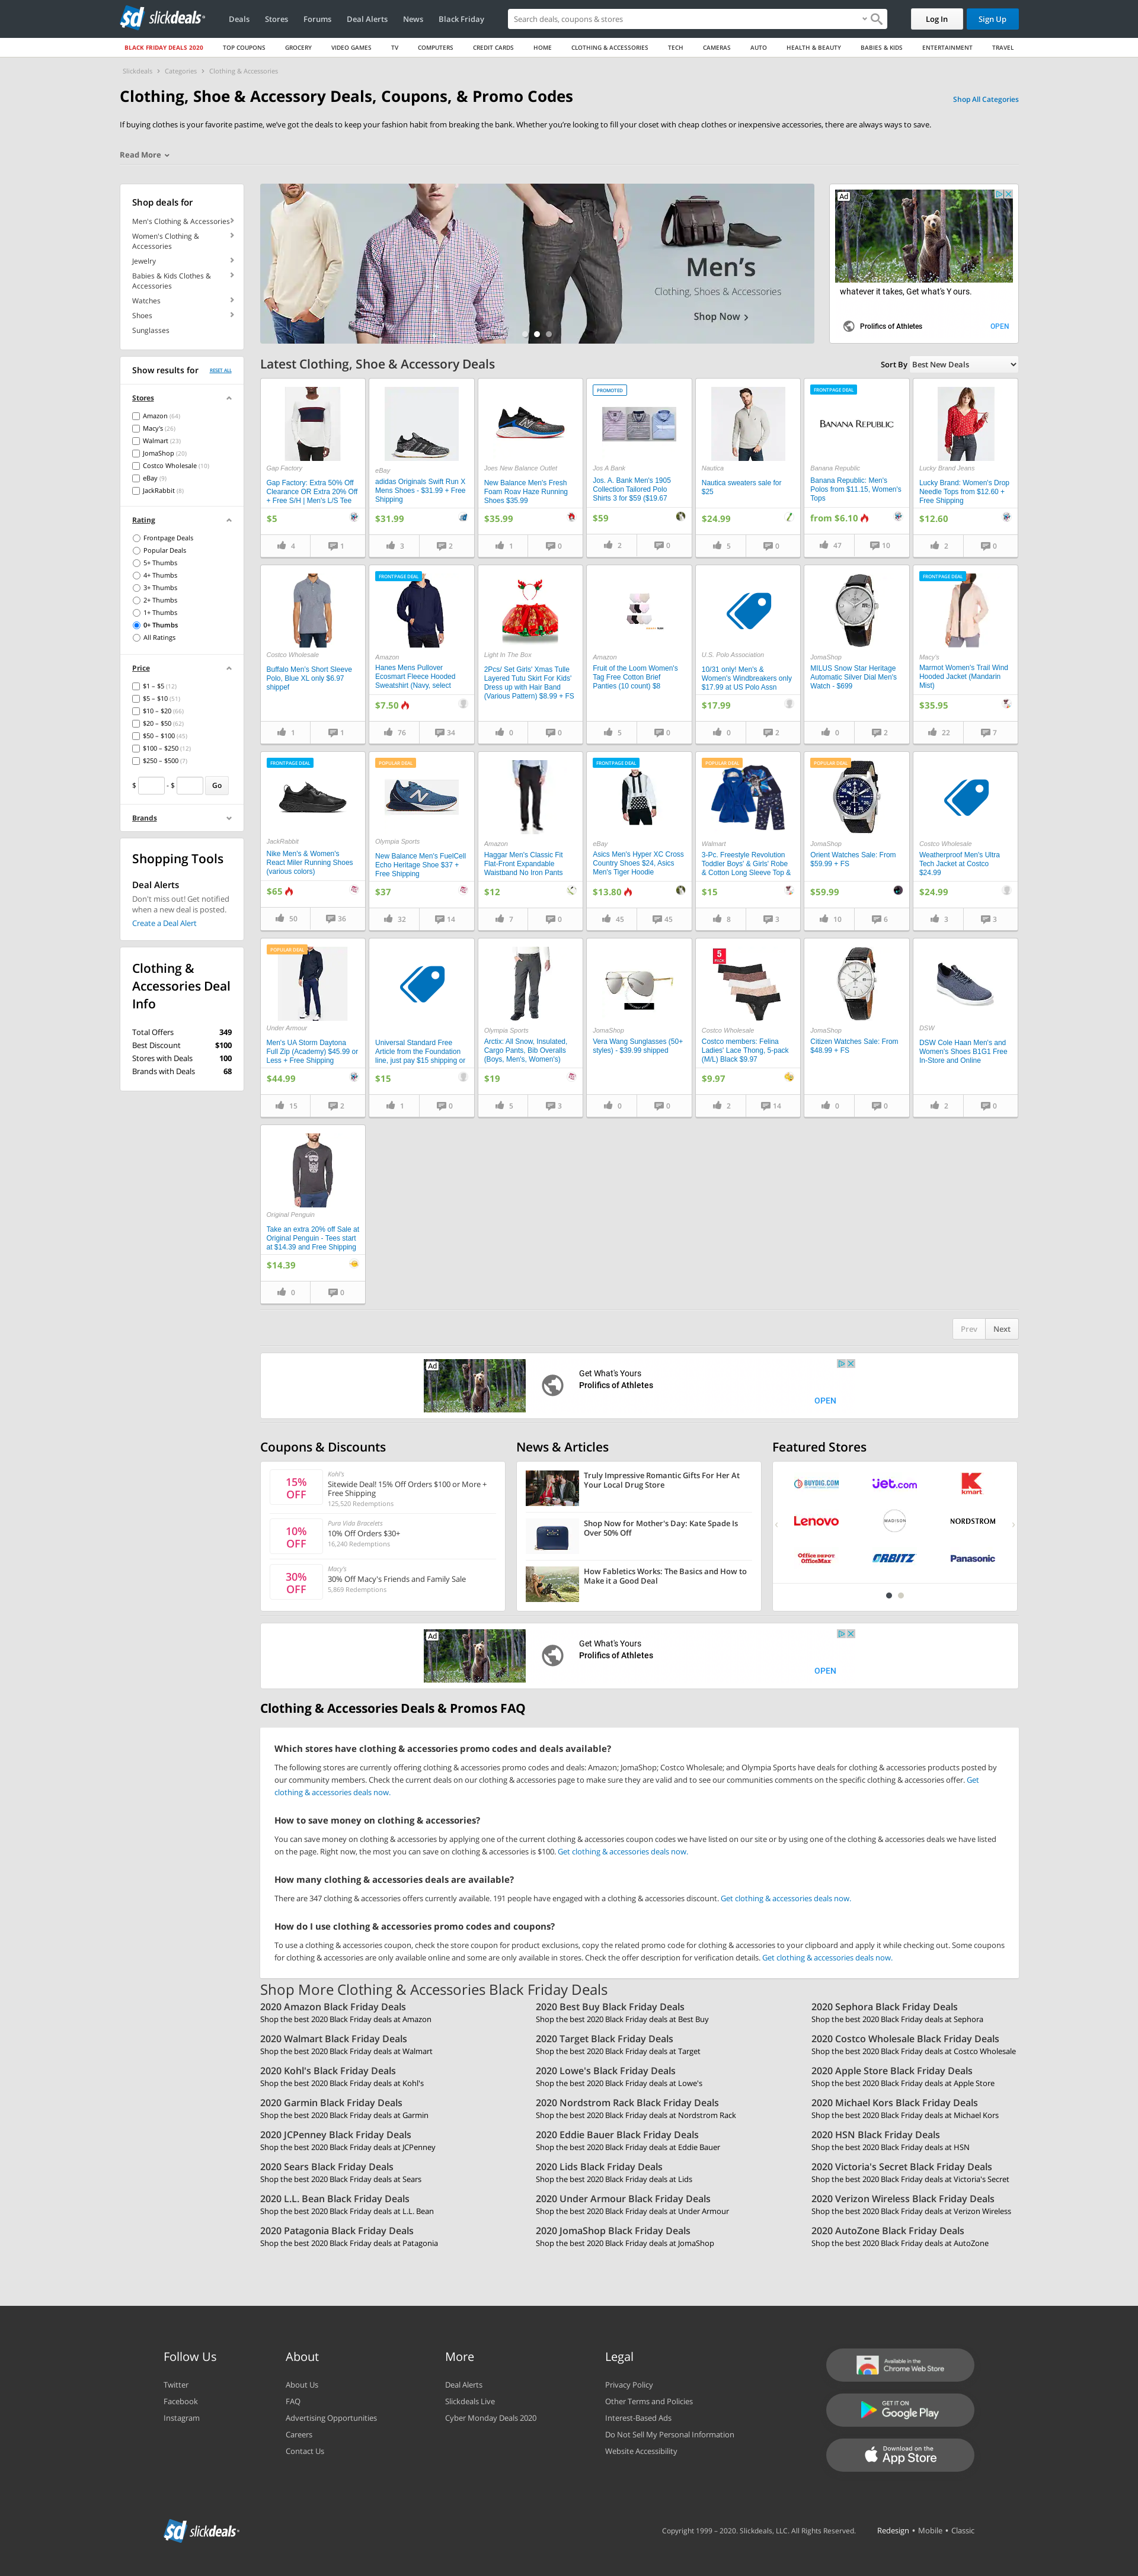 sd slickdeals
Deals Stores Forums Deal Alerts News Black Friday
Search deals, coupons & stores
Log In
Sign Up
BLACK FRIDAY DEALS 2020 TOP COUPONS GROCERY VIDEO GAMES TV COMPUTERS CREDIT CARDS HOME CLOTHING & ACCESSORIES TECH CAMERAS AUTO HEALTH & BEAUTY BABIES & KIDS ENTERTAINMENT TRAVEL
Slickdeals › Categories › Clothing & Accessories
Clothing, Shoe & Accessory Deals, Coupons, & Promo Codes
Shop All Categories
If buying clothes is your favorite pastime, we've got the deals to keep your fashion habit from breaking the bank. Whether you're looking to fill your closet with cheap clothes or inexpensive accessories, there are always ways to save.
Read More
Shop deals for
Men's Clothing & Accessories
Women's Clothing &
Accessories
Jewelry
Babies & Kids Clothes &
Accessories
Watches
Shoes
Sunglasses
Show results for
RESET ALL
Stores
Amazon (64)
Macy's (26)
Walmart (23)
JomaShop (20)
Costco Wholesale (10)
eBay (9)
JackRabbit (8)
Rating
Frontpage Deals
Popular Deals
5+ Thumbs
4+ Thumbs
3+ Thumbs
2+ Thumbs
1+ Thumbs
0+ Thumbs
All Ratings
Price
$1 – $5 (12)
$5 – $10 (51)
$10 – $20 (66)
$20 – $50 (62)
$50 – $100 (45)
$100 – $250 (12)
$250 – $500 (7)
$ - $ Go
Brands
Shopping Tools
Deal Alerts
Don't miss out! Get notified
when a new deal is posted.
Create a Deal Alert
Clothing &
Accessories Deal
Info
Total Offers 349
Best Discount $100
Stores with Deals 100
Brands with Deals 68
Men's
Clothing, Shoes & Accessories
Shop Now
Ad
whatever it takes, Get what's Y ours.
Prolifics of Athletes
OPEN
Latest Clothing, Shoe & Accessory Deals
Sort By Best New Deals
Gap Factory
Gap Factory: Extra 50% Off
Clearance OR Extra 20% Off
+ Free S/H | Men's L/S Tee
$5
4 1
eBay
adidas Originals Swift Run X
Mens Shoes - $31.99 + Free
Shipping
$31.99
3 2
Joes New Balance Outlet
New Balance Men's Fresh
Foam Roav Haze Running
Shoes $35.99
$35.99
1 0
PROMOTED
Jos A Bank
Jos. A. Bank Men's 1905
Collection Tailored Polo
Shirts 3 for $59 ($19.67
$59
2 0
Nautica
Nautica sweaters sale for
$25
$24.99
5 0
FRONTPAGE DEAL
BANANA REPUBLIC
Banana Republic
Banana Republic: Men's
Polos from $11.15, Women's
Tops
from $6.10
47 10
Lucky Brand Jeans
Lucky Brand: Women's Drop
Needle Tops from $12.60 +
Free Shipping
$12.60
2 0
Costco Wholesale
Buffalo Men's Short Sleeve
Polo, Blue XL only $6.97
shippef
1 1
FRONTPAGE DEAL
Amazon
Hanes Mens Pullover
Ecosmart Fleece Hooded
Sweatshirt (Navy, select
$7.50
76 34
Light In The Box
2Pcs/ Set Girls' Xmas Tulle
Layered Tutu Skirt For Kids'
Dress up with Hair Band
(Various Pattern) $8.99 + FS
0 0
Amazon
Fruit of the Loom Women's
Tag Free Cotton Brief
Panties (10 count) $8
5 0
U.S. Polo Association
10/31 only! Men's &
Women's Windbreakers only
$17.99 at US Polo Assn
$17.99
0 2
JomaShop
MILUS Snow Star Heritage
Automatic Silver Dial Men's
Watch - $699
0 2
FRONTPAGE DEAL
Macy's
Marmot Women's Trail Wind
Hooded Jacket (Mandarin
Mist)
$35.95
22 7
FRONTPAGE DEAL
JackRabbit
Nike Men's & Women's
React Miler Running Shoes
(various colors)
$65
50 36
POPULAR DEAL
Olympia Sports
New Balance Men's FuelCell
Echo Heritage Shoe $37 +
Free Shipping
$37
32 14
Amazon
Haggar Men's Classic Fit
Flat-Front Expandable
Waistband No Iron Pants
$12
7 0
FRONTPAGE DEAL
eBay
Asics Men's Hyper XC Cross
Country Shoes $24, Asics
Men's Tiger Hoodie
$13.80
45 45
POPULAR DEAL
Walmart
3-Pc. Freestyle Revolution
Toddler Boys' & Girls' Robe
& Cotton Long Sleeve Top &
$15
8 3
POPULAR DEAL
JomaShop
Orient Watches Sale: From
$59.99 + FS
$59.99
10 6
Costco Wholesale
Weatherproof Men's Ultra
Tech Jacket at Costco
$24.99
$24.99
3 3
POPULAR DEAL
Under Armour
Men's UA Storm Daytona
Full Zip (Academy) $45.99 or
Less + Free Shipping
$44.99
15 2
Universal Standard Free
Article from the Foundation
line, just pay $15 shipping or
$15
1 0
Olympia Sports
Arctix: All Snow, Insulated,
Cargo Pants, Bib Overalls
(Boys, Men's, Women's)
$19
5 3
JomaShop
Vera Wang Sunglasses (50+
styles) - $39.99 shipped
0 0
5
Costco Wholesale
Costco members: Felina
Ladies' Lace Thong, 5-pack
(M/L) Black $9.97
$9.97
2 14
JomaShop
Citizen Watches Sale: From
$48.99 + FS
0 0
DSW
DSW Cole Haan Men's and
Women's Shoes B1G1 Free
In-Store and Online
2 0
Original Penguin
Take an extra 20% off Sale at
Original Penguin - Tees start
at $14.39 and Free Shipping
$14.39
0 0
Prev Next
Ad
Get What's Yours
Prolifics of Athletes
OPEN
Coupons & Discounts
15%
OFF
Kohl's
Sitewide Deal! 15% Off Orders $100 or More +
Free Shipping
125,520 Redemptions
10%
OFF
Pura Vida Bracelets
10% Off Orders $30+
16,240 Redemptions
30%
OFF
Macy's
30% Off Macy's Friends and Family Sale
5,869 Redemptions
News & Articles
Truly Impressive Romantic Gifts For Her At
Your Local Drug Store
Shop Now for Mother's Day: Kate Spade Is
Over 50% Off
How Fabletics Works: The Basics and How to
Make it a Good Deal
Featured Stores
BUYDIG.COM jet.com kmart
Lenovo MADISON NORDSTROM
Office DEPOT
OfficeMax ORBITZ Panasonic
Ad
Get What's Yours
Prolifics of Athletes
OPEN
Clothing & Accessories Deals & Promos FAQ
Which stores have clothing & accessories promo codes and deals available?
The following stores are currently offering clothing & accessories promo codes and deals: Amazon; JomaShop; Costco Wholesale; and Olympia Sports have deals for clothing & accessories products posted by
our community members. Check the current deals on our clothing & accessories page to make sure they are valid and to see our communities comments on the specific clothing & accessories offer. Get
clothing & accessories deals now.
How to save money on clothing & accessories?
You can save money on clothing & accessories by applying one of the current clothing & accessories coupon codes we have listed on our site or by using one of the clothing & accessories deals we have listed
on the page. Right now, the most you can save on clothing & accessories is $100. Get clothing & accessories deals now.
How many clothing & accessories deals are available?
There are 347 clothing & accessories offers currently available. 191 people have engaged with a clothing & accessories discount. Get clothing & accessories deals now.
How do I use clothing & accessories promo codes and coupons?
To use a clothing & accessories coupon, check the store coupon for product exclusions, copy the related promo code for clothing & accessories to your clipboard and apply it while checking out. Some coupons
for clothing & accessories are only available online and some are only available in stores. Check the offer description for verification details. Get clothing & accessories deals now.
Shop More Clothing & Accessories Black Friday Deals
2020 Amazon Black Friday Deals 2020 Best Buy Black Friday Deals 2020 Sephora Black Friday Deals
Shop the best 2020 Black Friday deals at Amazon Shop the best 2020 Black Friday deals at Best Buy Shop the best 2020 Black Friday deals at Sephora
2020 Walmart Black Friday Deals 2020 Target Black Friday Deals 2020 Costco Wholesale Black Friday Deals
Shop the best 2020 Black Friday deals at Walmart Shop the best 2020 Black Friday deals at Target Shop the best 2020 Black Friday deals at Costco Wholesale
2020 Kohl's Black Friday Deals 2020 Lowe's Black Friday Deals 2020 Apple Store Black Friday Deals
Shop the best 2020 Black Friday deals at Kohl's Shop the best 2020 Black Friday deals at Lowe's Shop the best 2020 Black Friday deals at Apple Store
2020 Garmin Black Friday Deals 2020 Nordstrom Rack Black Friday Deals 2020 Michael Kors Black Friday Deals
Shop the best 2020 Black Friday deals at Garmin Shop the best 2020 Black Friday deals at Nordstrom Rack Shop the best 2020 Black Friday deals at Michael Kors
2020 JCPenney Black Friday Deals 2020 Eddie Bauer Black Friday Deals 2020 HSN Black Friday Deals
Shop the best 2020 Black Friday deals at JCPenney Shop the best 2020 Black Friday deals at Eddie Bauer Shop the best 2020 Black Friday deals at HSN
2020 Sears Black Friday Deals 2020 Lids Black Friday Deals 2020 Victoria's Secret Black Friday Deals
Shop the best 2020 Black Friday deals at Sears Shop the best 2020 Black Friday deals at Lids Shop the best 2020 Black Friday deals at Victoria's Secret
2020 L.L. Bean Black Friday Deals 2020 Under Armour Black Friday Deals 2020 Verizon Wireless Black Friday Deals
Shop the best 2020 Black Friday deals at L.L. Bean Shop the best 2020 Black Friday deals at Under Armour Shop the best 2020 Black Friday deals at Verizon Wireless
2020 Patagonia Black Friday Deals 2020 JomaShop Black Friday Deals 2020 AutoZone Black Friday Deals
Shop the best 2020 Black Friday deals at Patagonia Shop the best 2020 Black Friday deals at JomaShop Shop the best 2020 Black Friday deals at AutoZone
Follow Us
Twitter
Facebook
Instagram
About
About Us
FAQ
Advertising Opportunities
Careers
Contact Us
More
Deal Alerts
Slickdeals Live
Cyber Monday Deals 2020
Legal
Privacy Policy
Other Terms and Policies
Interest-Based Ads
Do Not Sell My Personal Information
Website Accessibility
Available in the
Chrome Web Store
GET IT ON
Google Play
Download on the
App Store
sd slickdeals
Copyright 1999 – 2020. Slickdeals, LLC. All Rights Reserved. Redesign • Mobile • Classic